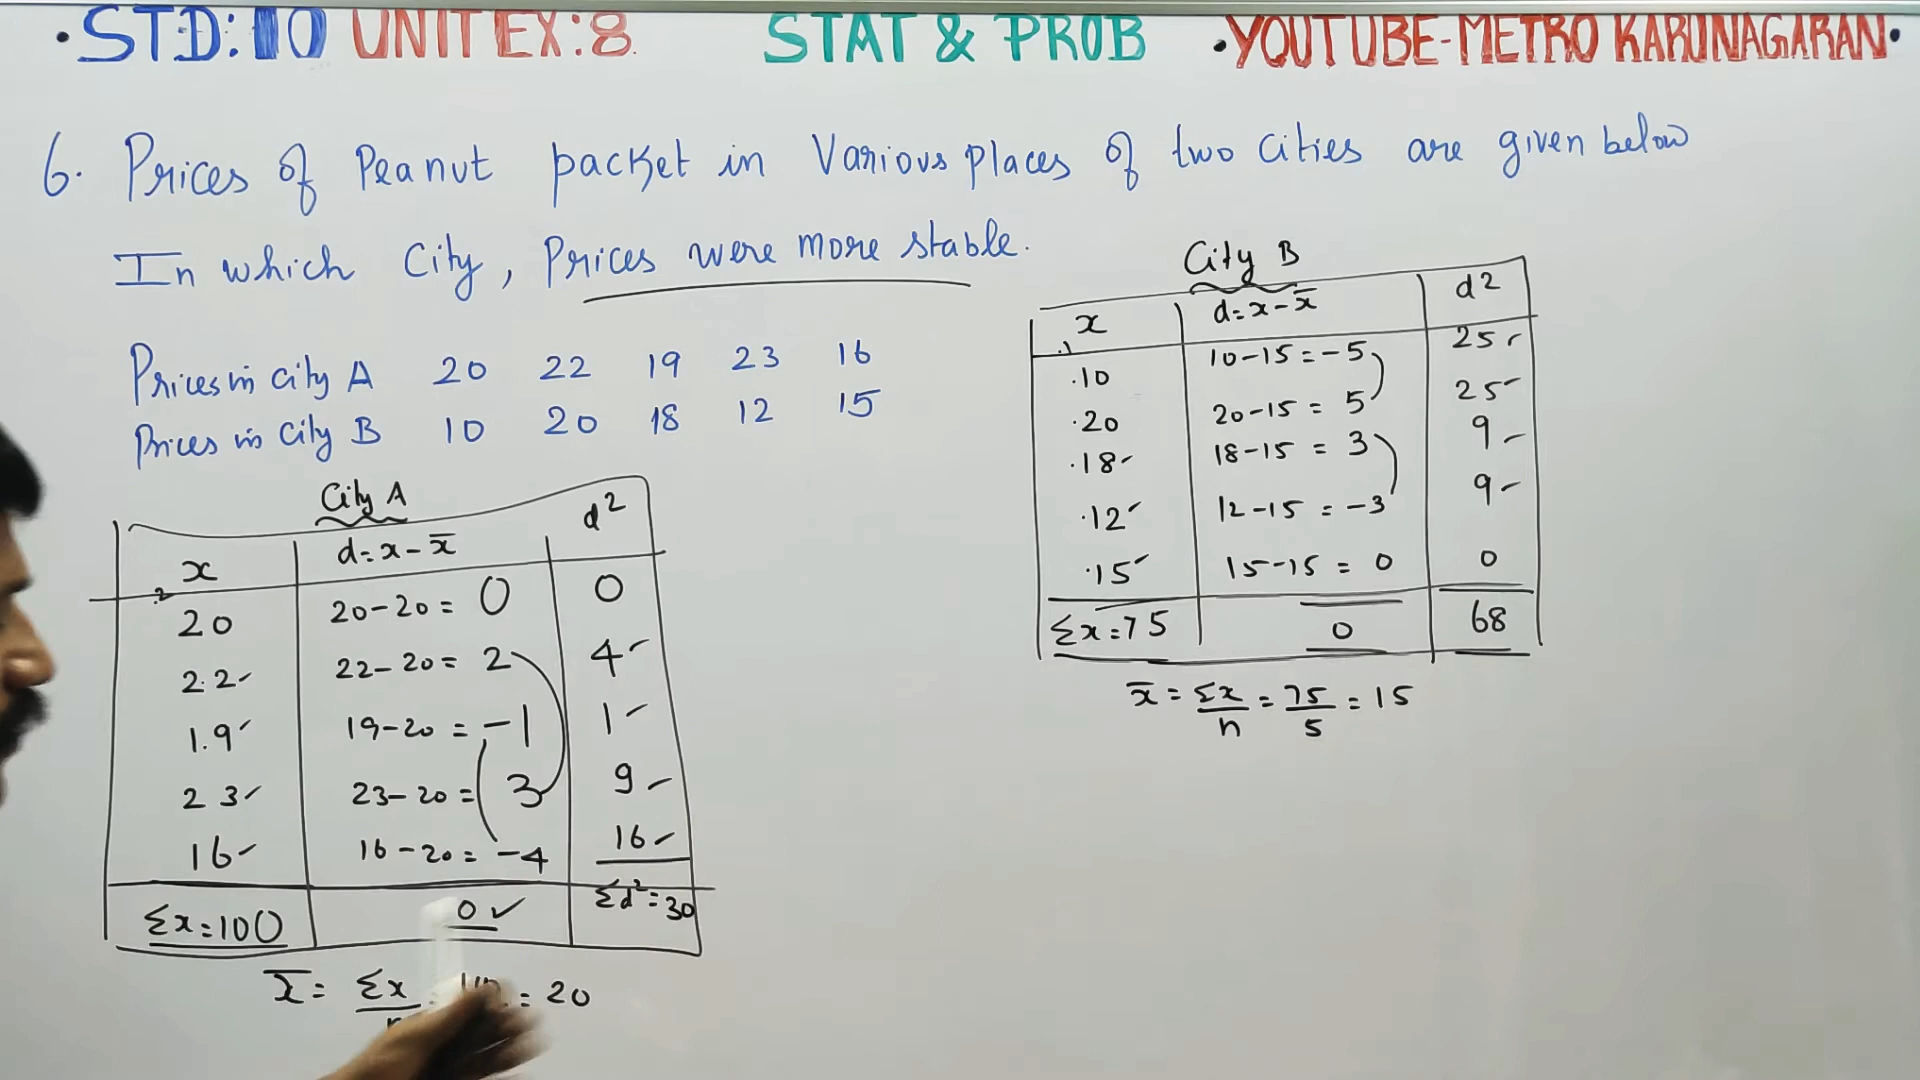 •STD:10 UNIT EX:8. STAT & PROB •YOUTUBE-METRO KARUNAGARAN•
6. Prices of Peanut packet in Various places of two cities are given below
In which City, Prices were more stable.
Prices in city A 20 22 19 23 16
Prices in City B 10 20 18 12 15
City A
x d=x-x̄ d²
20 20-20= 0 0
22 22-20= 2 4
19 19-20= -1 1
23 23-20= 3 9
16 16-20= -4 16
Σx=100 0 Σd²=30
x̄= Σx = 20
City B
x d=x-x̄ d²
10 10-15=-5 25
20 20-15= 5 25
18 18-15 = 3 9
12 12-15 = -3 9
15 15-15 = 0 0
Σx=75 0 68
x̄ = Σx/n = 75/5 = 15